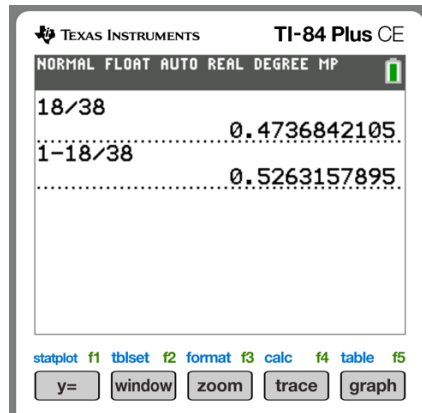 TEXAS INSTRUMENTS TI-84 Plus CE
NORMAL FLOAT AUTO REAL DEGREE MP
18/38
0.4736842105
1-18/38
0.5263157895
statplot f1 tblset f2 format f3 calc f4 table f5
y= window zoom trace graph